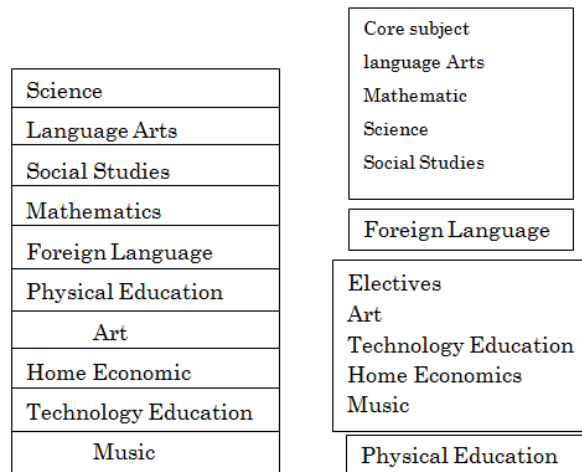 Science
Language Arts
Social Studies
Mathematics
Foreign Language
Physical Education
Art
Home Economic
Technology Education
Music
Core subject
language Arts
Mathematic
Science
Social Studies
Foreign Language
Electives
Art
Technology Education
Home Economics
Music
Physical Education